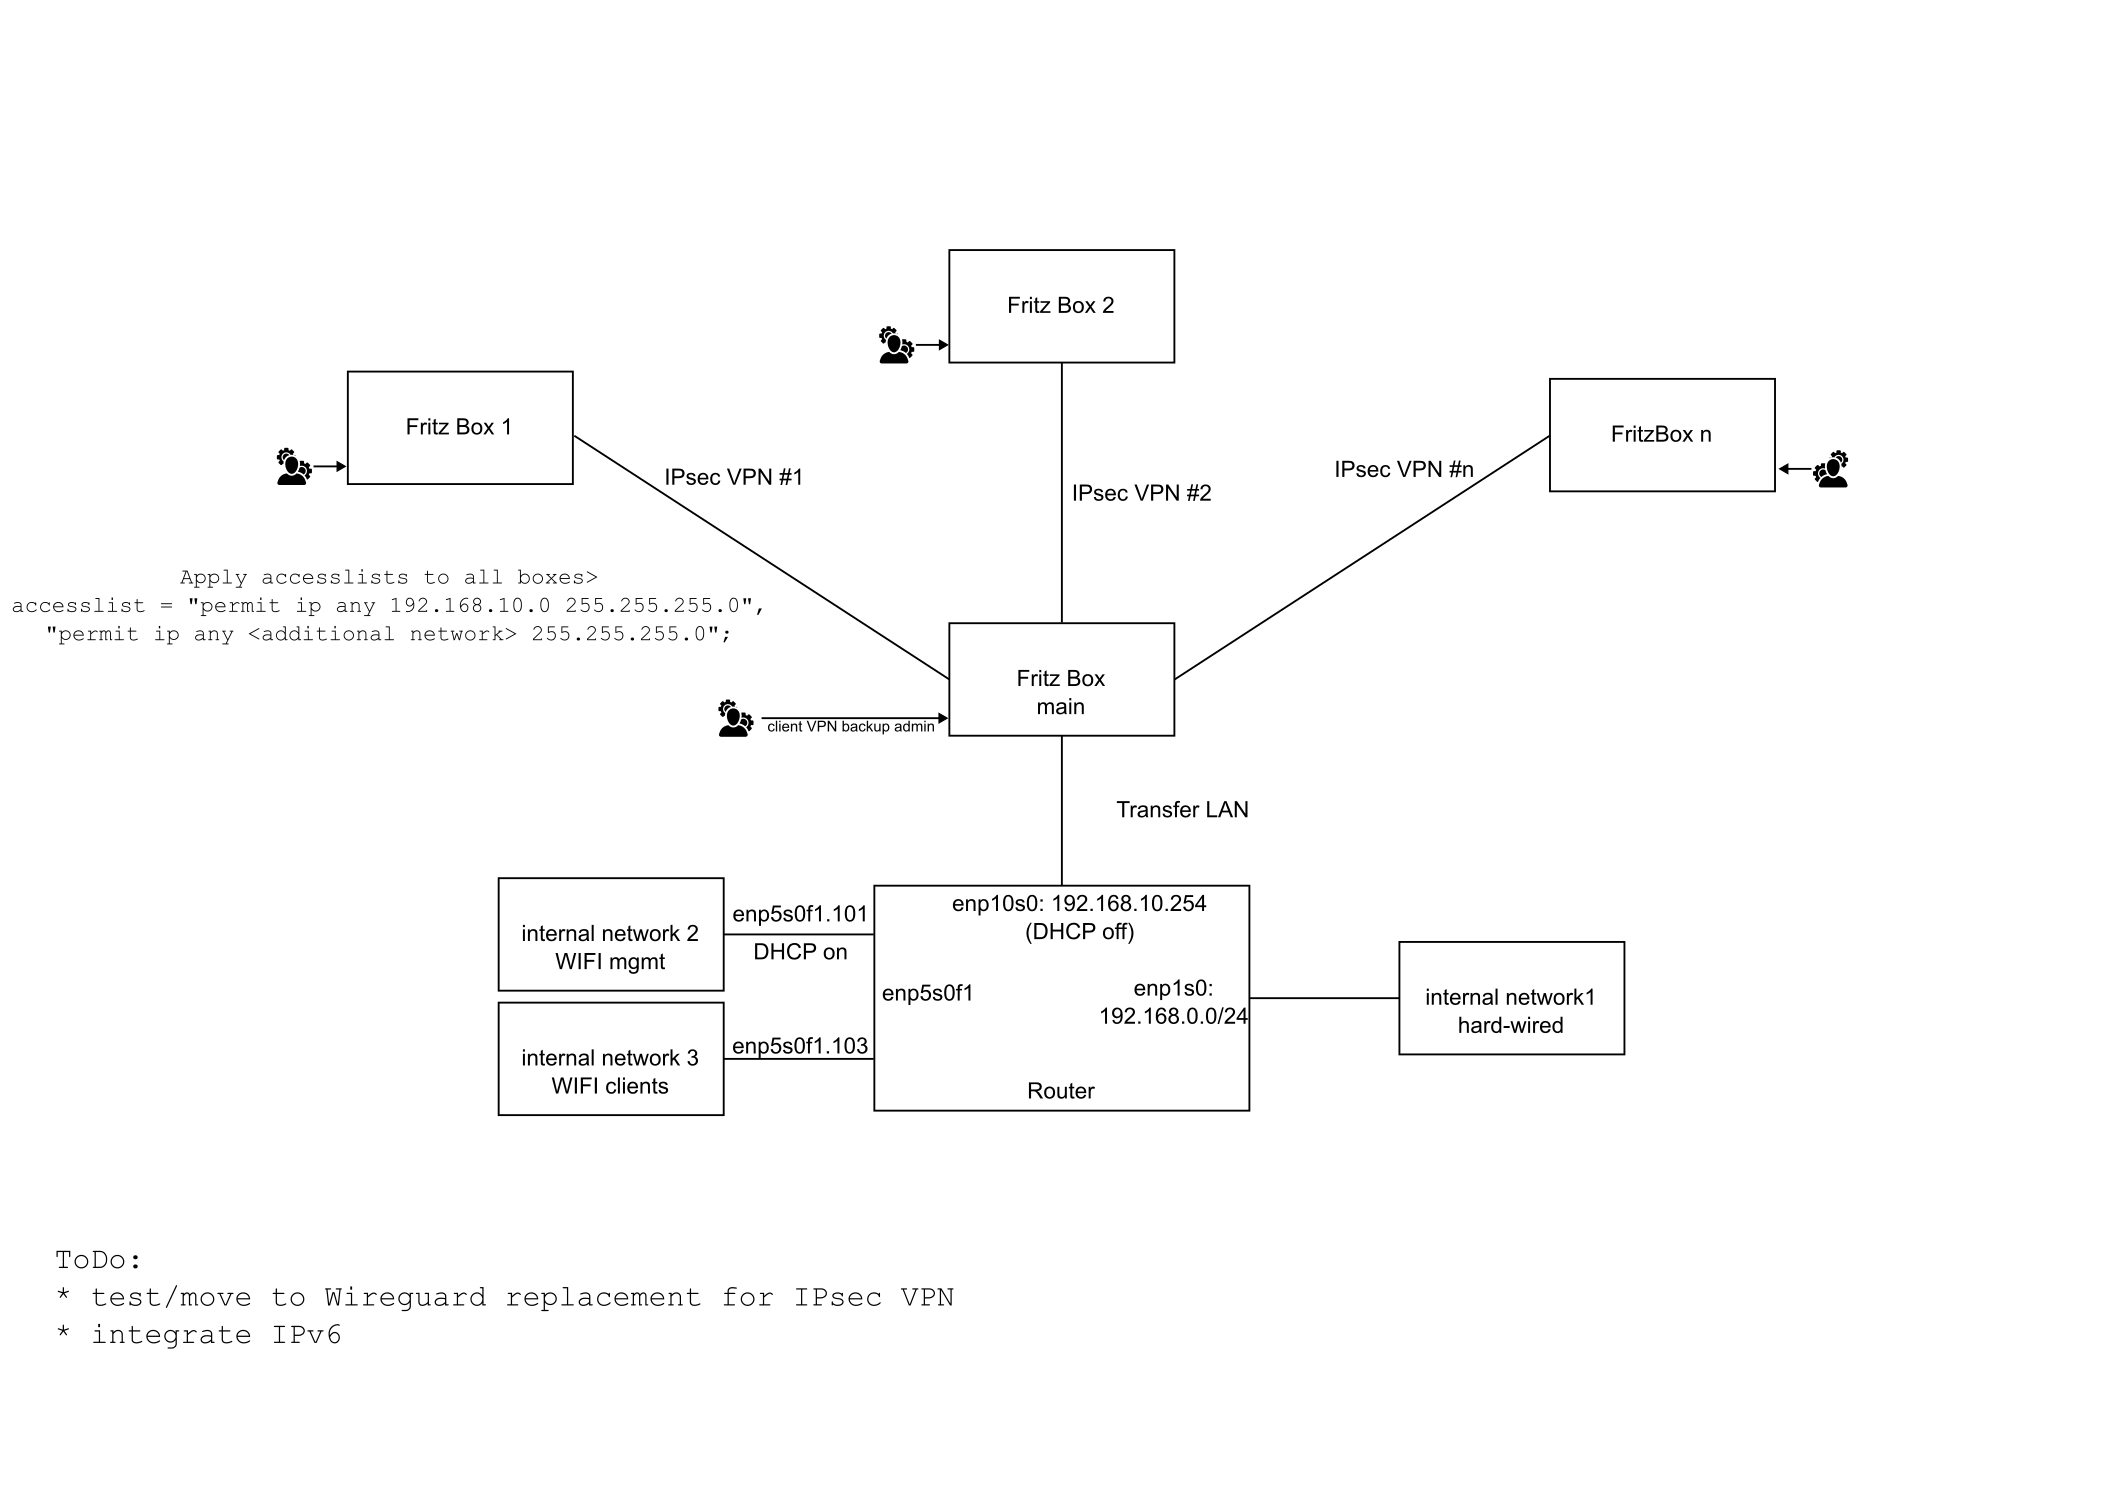 Fritz Box 2
Fritz Box 1
FritzBox n
IPsec VPN #1
IPsec VPN #2
IPsec VPN #n
Apply accesslists to all boxes>
accesslist = "permit ip any 192.168.10.0 255.255.255.0",
"permit ip any <additional network> 255.255.255.0";
Fritz Box
main
client VPN backup admin
Transfer LAN
enp10s0: 192.168.10.254
(DHCP off)
enp5s0f1.101
DHCP on
internal network 2
WIFI mgmt
enp5s0f1
enp1s0:
192.168.0.0/24
internal network1
hard-wired
enp5s0f1.103
internal network 3
WIFI clients
Router
ToDo:
* test/move to Wireguard replacement for IPsec VPN
* integrate IPv6